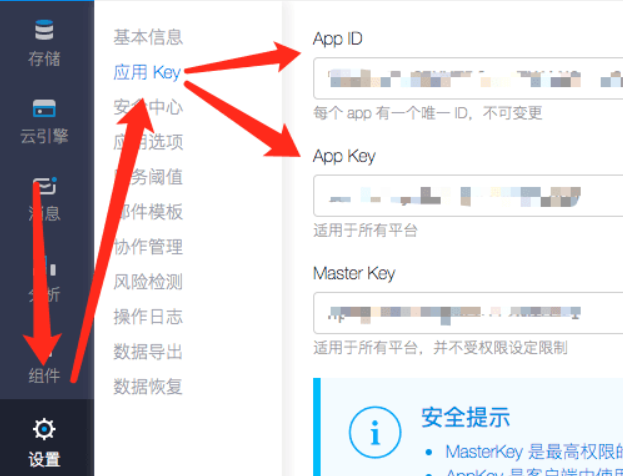 存储
云引擎
消息
分析
组件
设置
基本信息
应用 Key
安全中心
应用选项
服务阈值
邮件模板
协作管理
风险检测
操作日志
数据导出
数据恢复
App ID
每个 app 有一个唯一 ID，不可变更
App Key
适用于所有平台
Master Key
适用于所有平台，并不受权限设定限制
安全提示
MasterKey 是最高权限的
AppKey 是客户端中使用